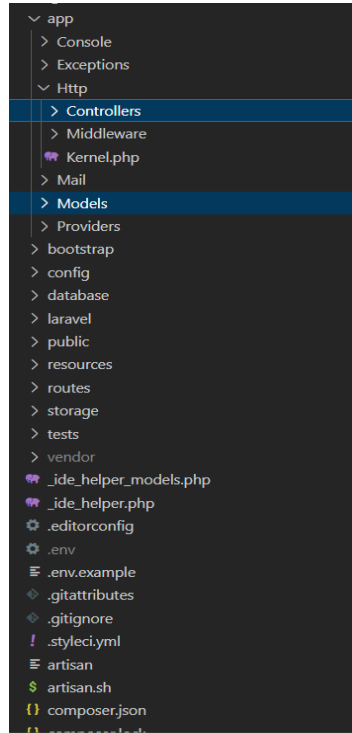 app
Console
Exceptions
Http
Controllers
Middleware
Kernel.php
Mail
Models
Providers
bootstrap
config
database
laravel
public
resources
routes
storage
tests
vendor
_ide_helper_models.php
_ide_helper.php
.editorconfig
.env
.env.example
.gitattributes
.gitignore
.styleci.yml
artisan
$ artisan.sh
{} composer.json